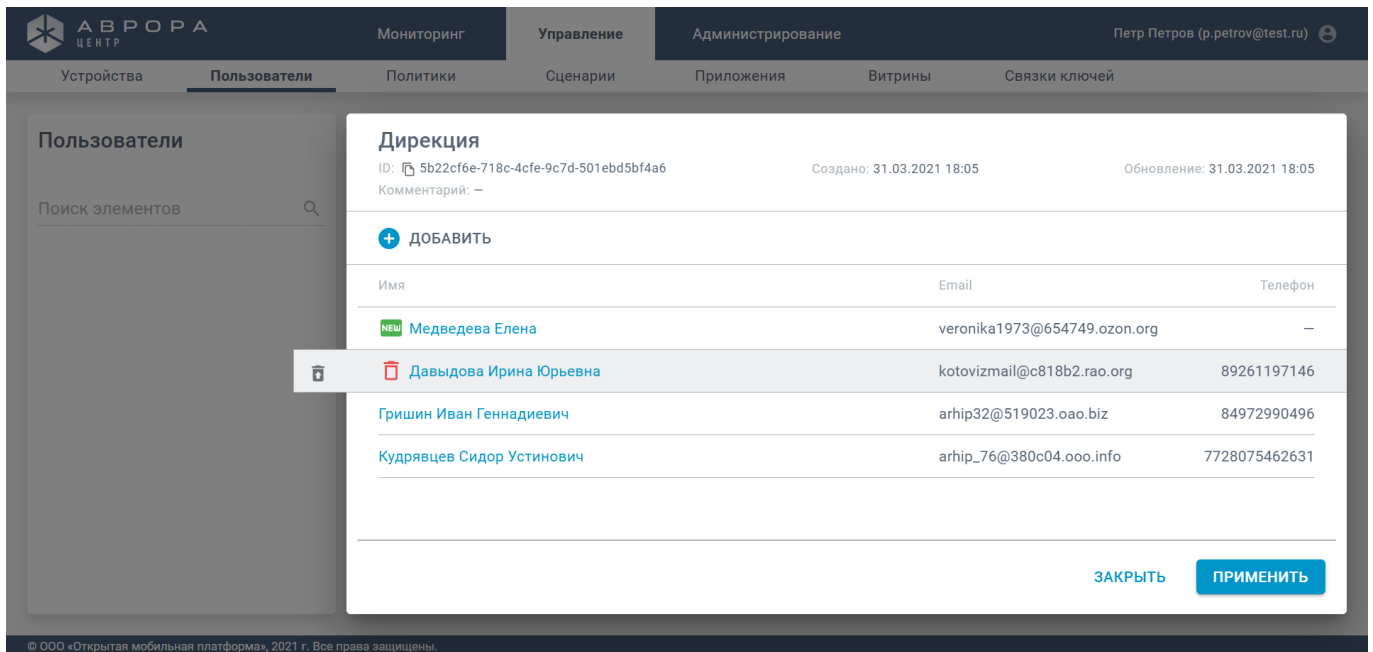 АВРОРА
ЦЕНТР
Мониторинг Управление Администрирование Петр Петров (p.petrov@test.ru)
Устройства Пользователи Политики Сценарии Приложения Витрины Связки ключей
Пользователи
Поиск элементов
Дирекция
ID: 5b22cf6e-718c-4cfe-9c7d-501ebd5bf4a6 Создано: 31.03.2021 18:05 Обновление: 31.03.2021 18:05
Комментарий: —
ДОБАВИТЬ
Имя Email Телефон
NEW Медведева Елена veronika1973@654749.ozon.org —
Давыдова Ирина Юрьевна kotovizmail@c818b2.rao.org 89261197146
Гришин Иван Геннадиевич arhip32@519023.oao.biz 84972990496
Кудрявцев Сидор Устинович arhip_76@380c04.ooo.info 7728075462631
ЗАКРЫТЬ ПРИМЕНИТЬ
© ООО «Открытая мобильная платформа», 2021 г. Все права защищены.